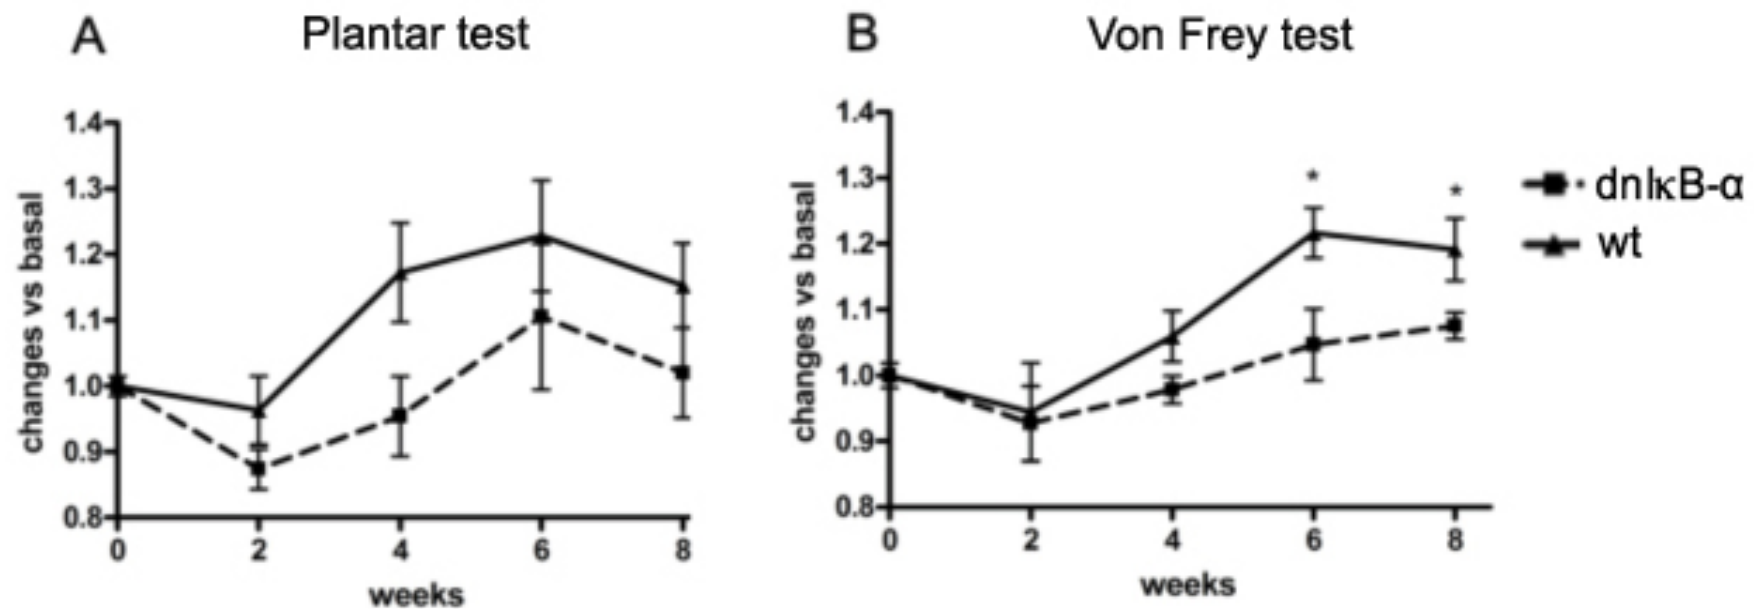 A
Plantar test
changes vs basal
1.4
1.3
1.2
1.1
1.0
0.9
0.8
0
2
4
6
8
weeks
B
Von Frey test
changes vs basal
1.4
1.3
1.2
1.1
1.0
0.9
0.8
*
*
0
2
4
6
8
weeks
dnIκB-α
wt